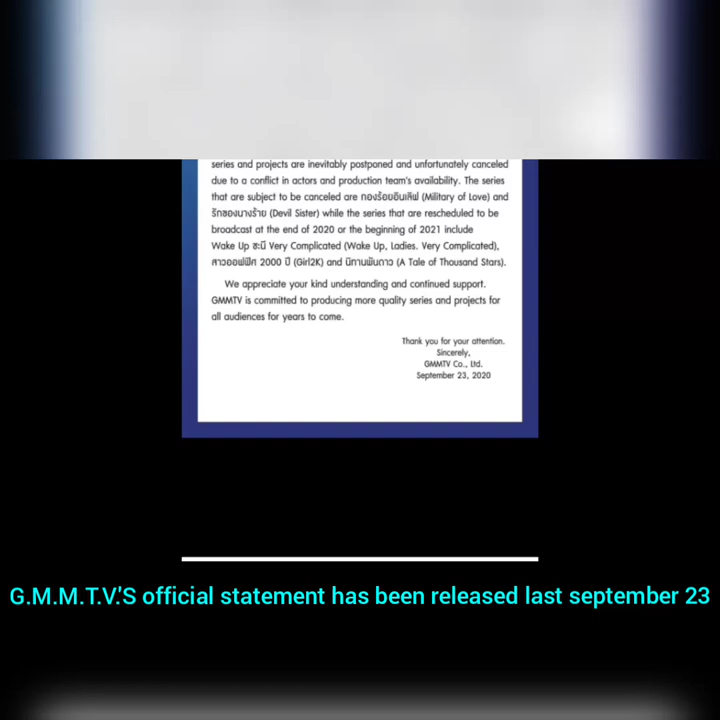 series and projects are inevitably postponed and unfortunately canceled
due to a conflict in actors and production team's availability. The series
that are subject to be canceled are กองร้อยอินเลิฟ (Military of Love) and
รักของนางร้าย (Devil Sister) while the series that are rescheduled to be
broadcast at the end of 2020 or the beginning of 2021 include
Wake Up ชะนี Very Complicated (Wake Up, Ladies. Very Complicated),
สาวออฟฟิศ 2000 ปี (Girl2K) and นิทานพันดาว (A Tale of Thousand Stars).
We appreciate your kind understanding and continued support.
GMMTV is committed to producing more quality series and projects for
all audiences for years to come.
Thank you for your attention.
Sincerely,
GMMTV Co., Ltd.
September 23, 2020
G.M.M.T.V.'S official statement has been released last september 23